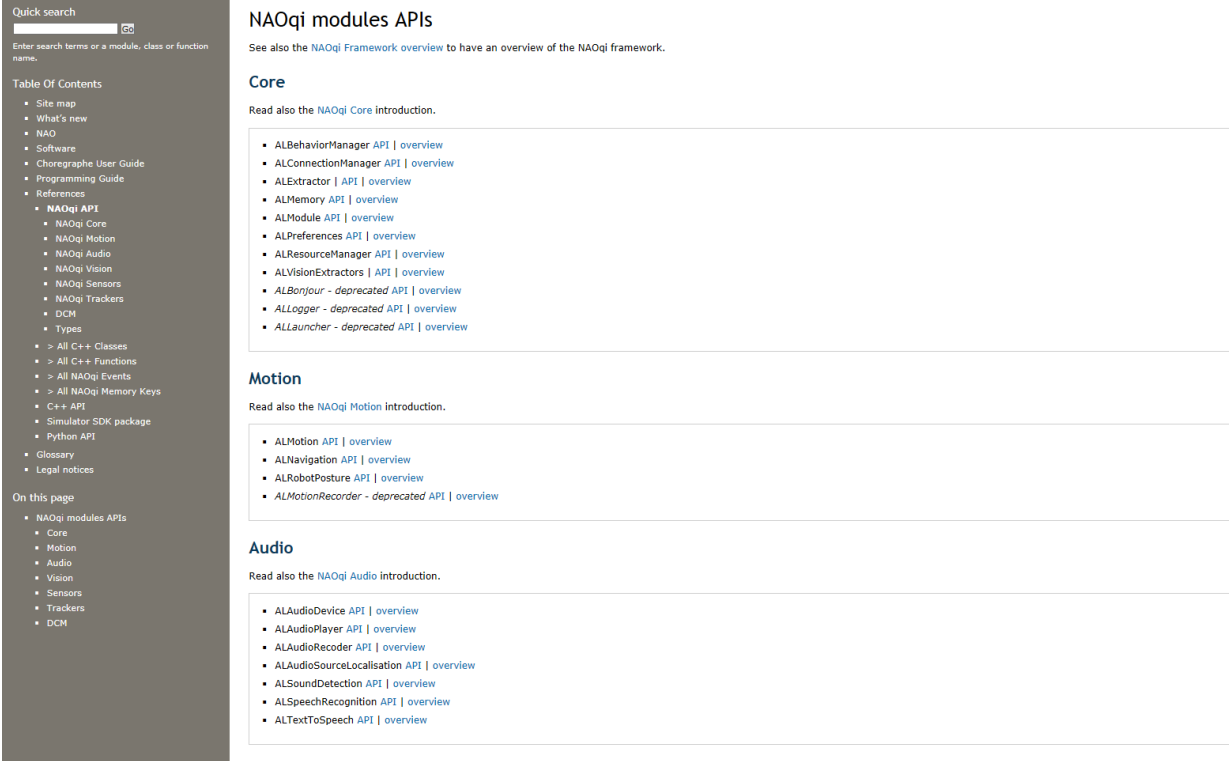 Quick search
Go
Enter search terms or a module, class or function
name.
Table Of Contents
Site map
What's new
NAO
Software
Choregraphe User Guide
Programming Guide
References
NAOqi API
NAOqi Core
NAOqi Motion
NAOqi Audio
NAOqi Vision
NAOqi Sensors
NAOqi Trackers
DCM
Types
> All C++ Classes
> All C++ Functions
> All NAOqi Events
> All NAOqi Memory Keys
C++ API
Simulator SDK package
Python API
Glossary
Legal notices
On this page
NAOqi modules APIs
Core
Motion
Audio
Vision
Sensors
Trackers
DCM
NAOqi modules APIs
See also the NAOqi Framework overview to have an overview of the NAOqi framework.
Core
Read also the NAOqi Core introduction.
ALBehaviorManager API | overview
ALConnectionManager API | overview
ALExtractor | API | overview
ALMemory API | overview
ALModule API | overview
ALPreferences API | overview
ALResourceManager API | overview
ALVisionExtractors | API | overview
ALBonjour - deprecated API | overview
ALLogger - deprecated API | overview
ALLauncher - deprecated API | overview
Motion
Read also the NAOqi Motion introduction.
ALMotion API | overview
ALNavigation API | overview
ALRobotPosture API | overview
ALMotionRecorder - deprecated API | overview
Audio
Read also the NAOqi Audio introduction.
ALAudioDevice API | overview
ALAudioPlayer API | overview
ALAudioRecoder API | overview
ALAudioSourceLocalisation API | overview
ALSoundDetection API | overview
ALSpeechRecognition API | overview
ALTextToSpeech API | overview